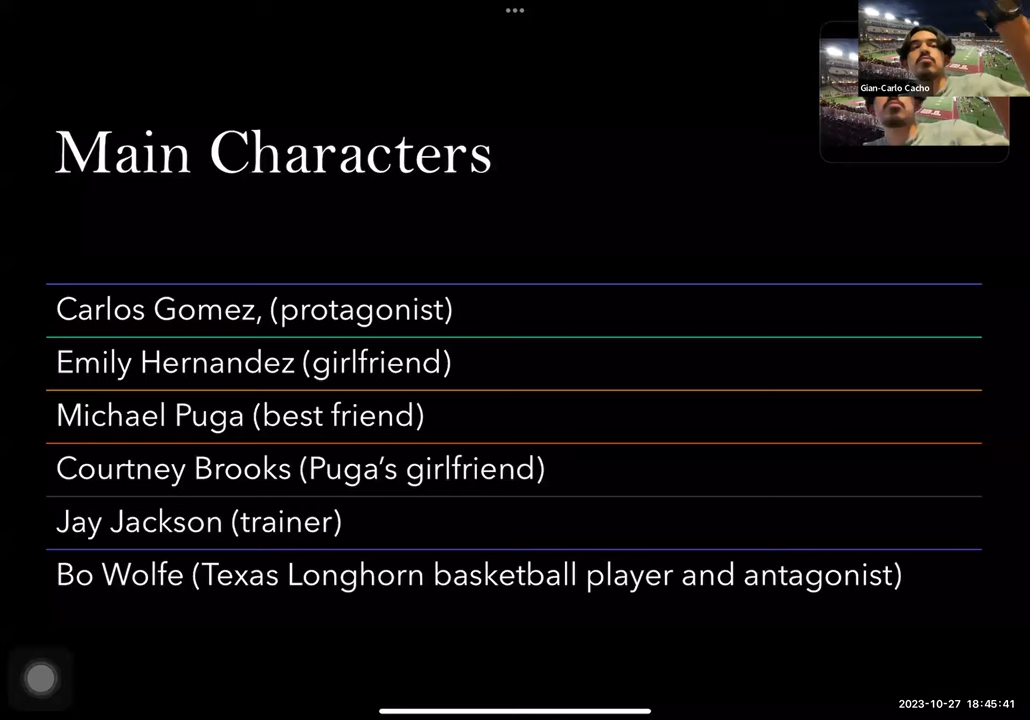 Gian-Carlo Cacho
Main Characters
Carlos Gomez, (protagonist)
Emily Hernandez (girlfriend)
Michael Puga (best friend)
Courtney Brooks (Puga’s girlfriend)
Jay Jackson (trainer)
Bo Wolfe (Texas Longhorn basketball player and antagonist)
2023-10-27 18:45:41